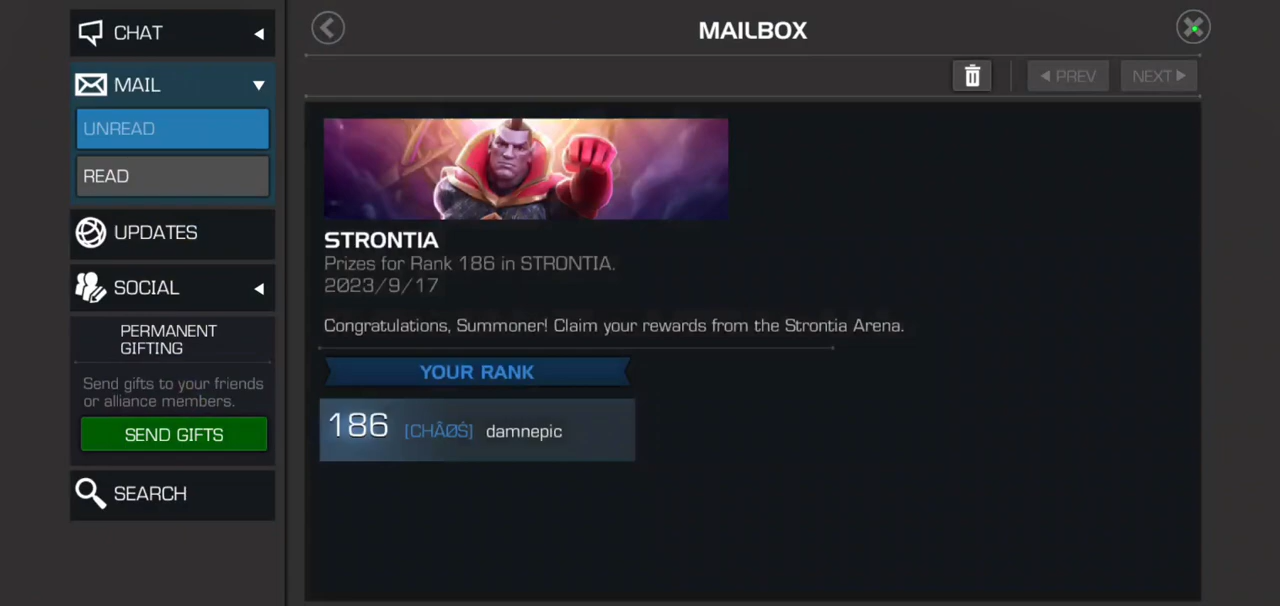 CHAT
MAIL
UNREAD
READ
UPDATES
SOCIAL
PERMANENT
GIFTING
Send gifts to your friends
or alliance members.
SEND GIFTS
SEARCH
MAILBOX
PREV
NEXT
STRONTIA
Prizes for Rank 186 in STRONTIA.
2023/9/17
Congratulations, Summoner! Claim your rewards from the Strontia Arena.
YOUR RANK
186 [CHÂØŚ] damnepic